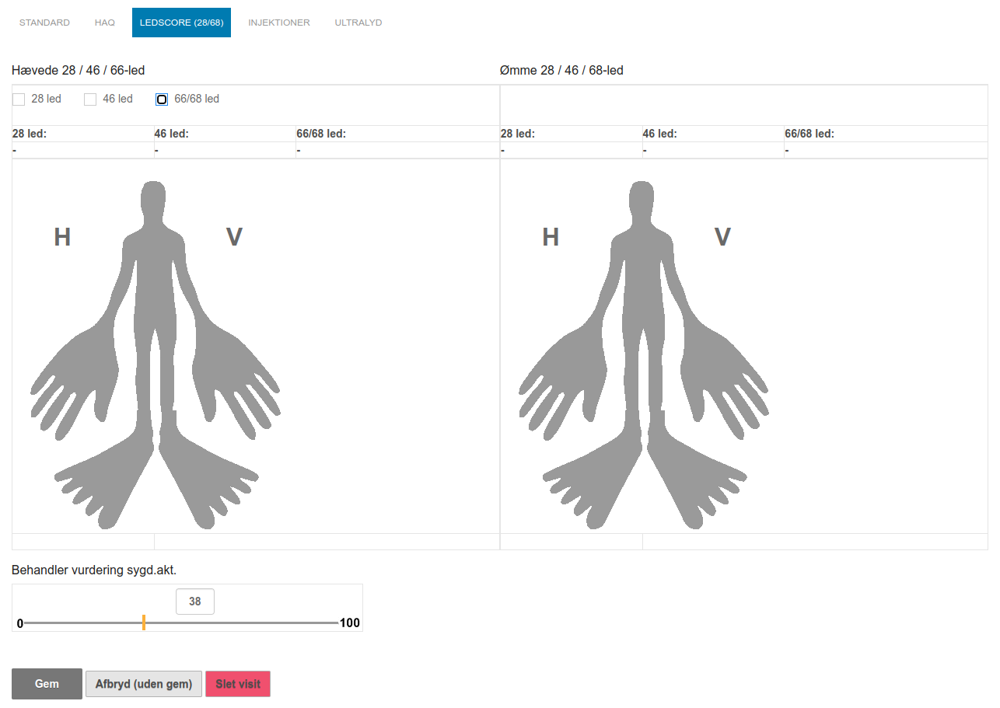 STANDARD HAQ LEDSCORE (28/68) INJEKTIONER ULTRALYD
Hævede 28 / 46 / 66-led
Ømme 28 / 46 / 68-led
28 led 46 led 66/68 led
28 led: 46 led: 66/68 led: 28 led: 46 led: 66/68 led:
- - - - - -
H V H V
Behandler vurdering sygd.akt.
38
0 100
Gem Afbryd (uden gem) Slet visit